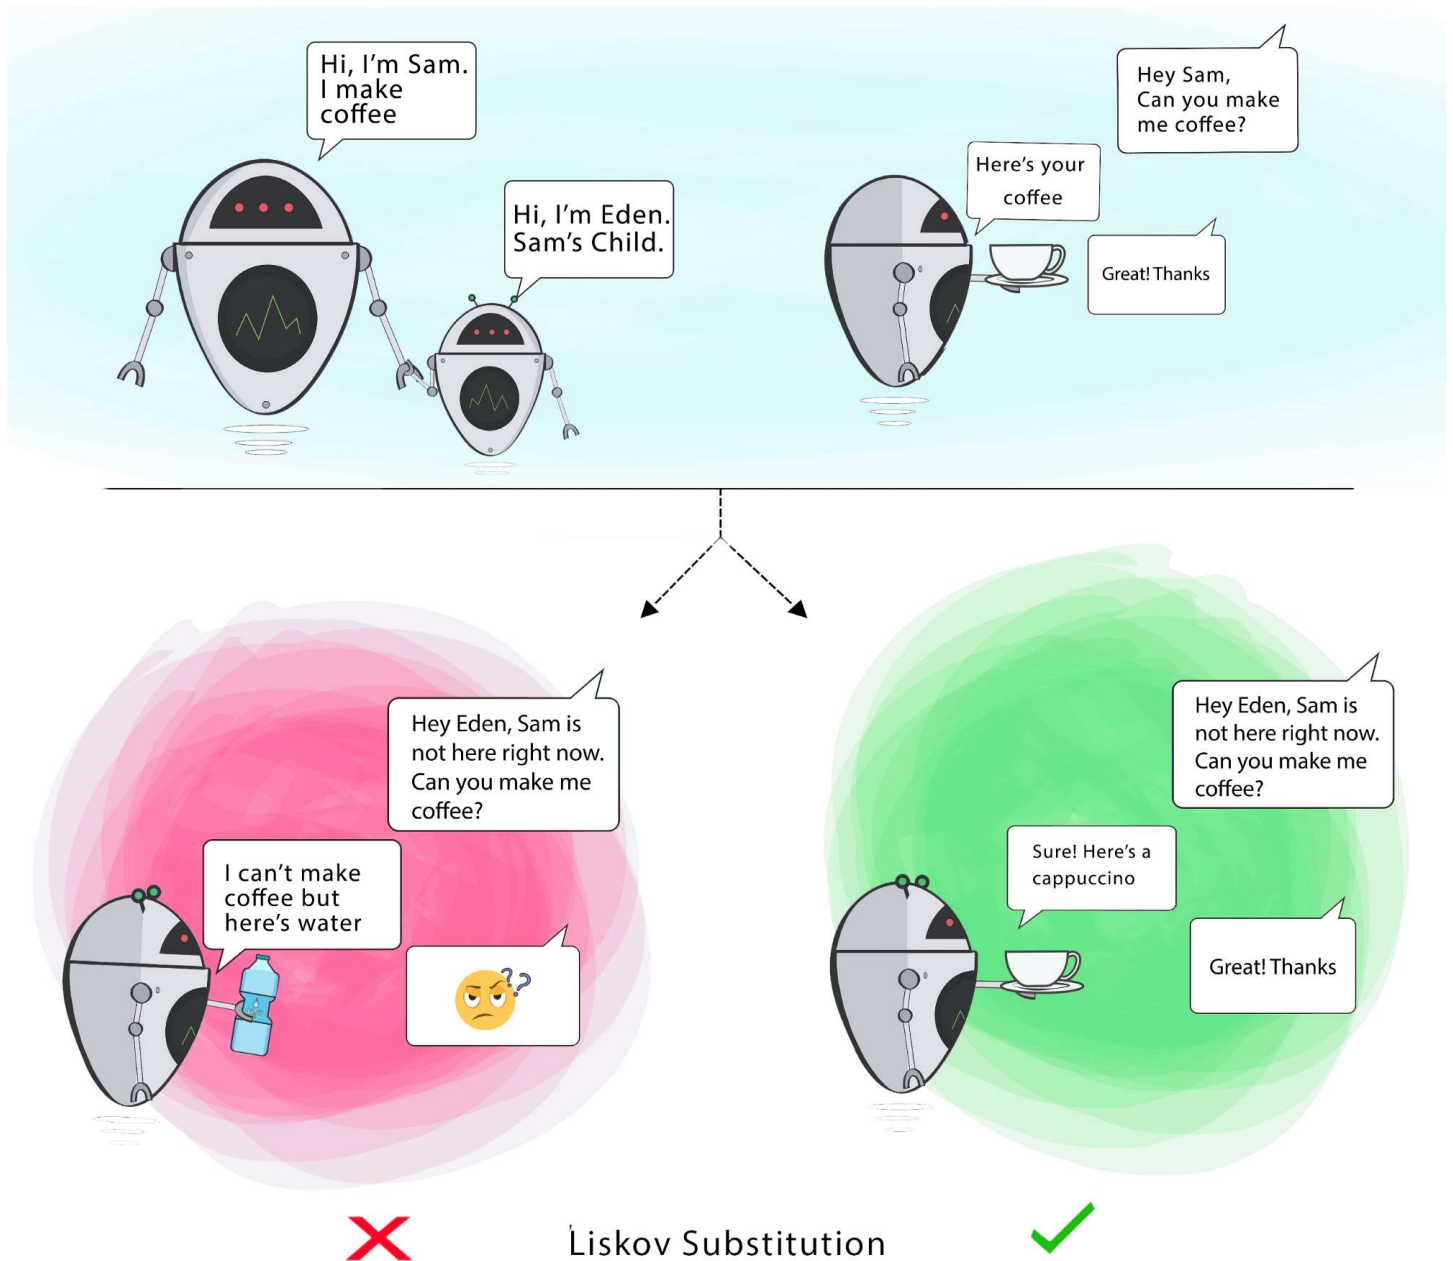 Hi, I'm Sam.
I make
coffee
Hi, I'm Eden.
Sam's Child.
Hey Sam,
Can you make
me coffee?
Here's your
coffee
Great! Thanks
Hey Eden, Sam is
not here right now.
Can you make me
coffee?
I can't make
coffee but
here's water
??
Hey Eden, Sam is
not here right now.
Can you make me
coffee?
Sure! Here's a
cappuccino
Great! Thanks
Liskov Substitution